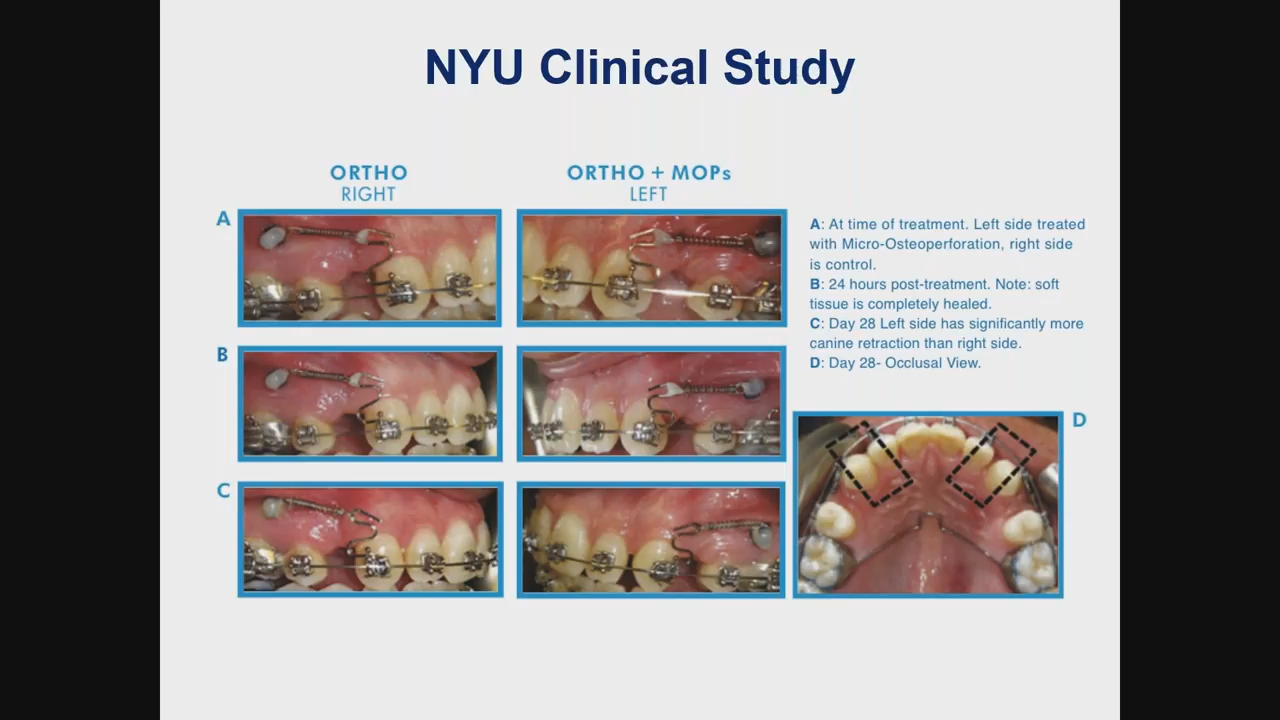 NYU Clinical Study
ORTHO
RIGHT
ORTHO + MOPs
LEFT
A
B
C
A: At time of treatment. Left side treated
with Micro-Osteoperforation, right side
is control.
B: 24 hours post-treatment. Note: soft
tissue is completely healed.
C: Day 28 Left side has significantly more
canine retraction than right side.
D: Day 28- Occlusal View.
D